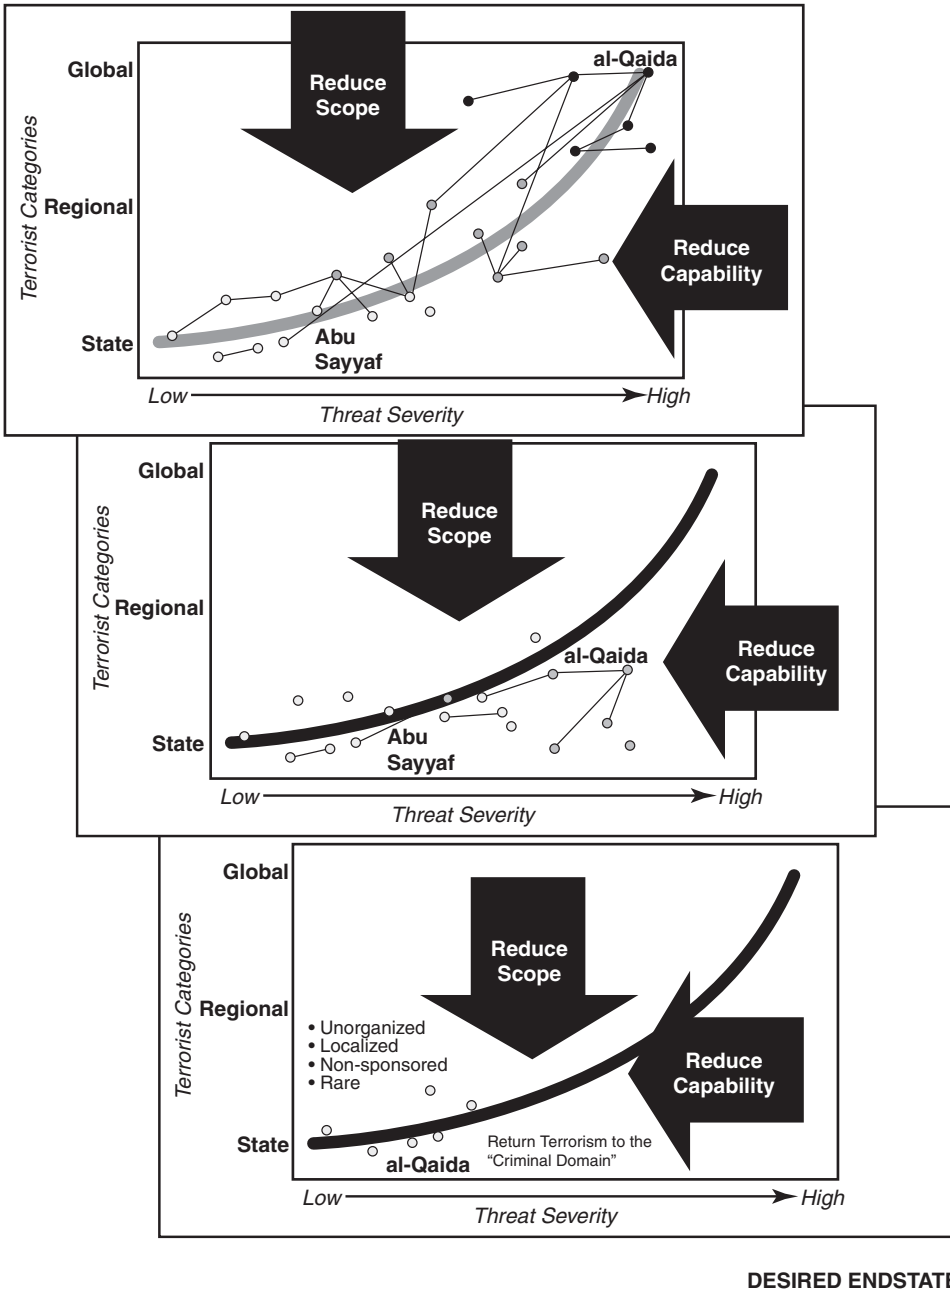 al-Qaida
Global
Reduce
Scope
Terrorist Categories
Regional
Reduce
Capability
State
Abu
Sayyaf
Low
High
Threat Severity
Global
Reduce
Scope
Terrorist Categories
Regional
Reduce
Capability
al-Qaida
State
Abu
Sayyaf
Low
High
Threat Severity
Global
Reduce
Scope
Terrorist Categories
Regional
• Unorganized
• Localized
• Non-sponsored
• Rare
Reduce
Capability
State
Return Terrorism to the
“Criminal Domain”
al-Qaida
Low
High
Threat Severity
DESIRED ENDSTATE